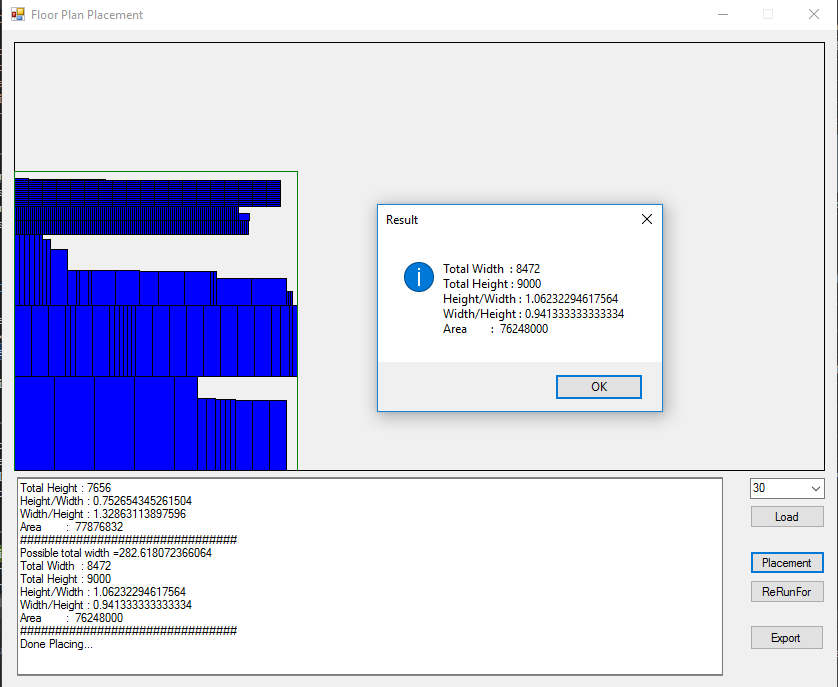 Floor Plan Placement
Result
Total Width : 8472
Total Height : 9000
Height/Width : 1.06232294617564
Width/Height : 0.941333333333334
Area : 76248000
OK
Total Height : 7656
Height/Width : 0.752654345261504
Width/Height : 1.32863113897596
Area : 77876832
##################################
Possible total width =282.618072366064
Total Width : 8472
Total Height : 9000
Height/Width : 1.06232294617564
Width/Height : 0.941333333333334
Area : 76248000
##################################
Done Placing...
30
Load
Placement
ReRunFor
Export